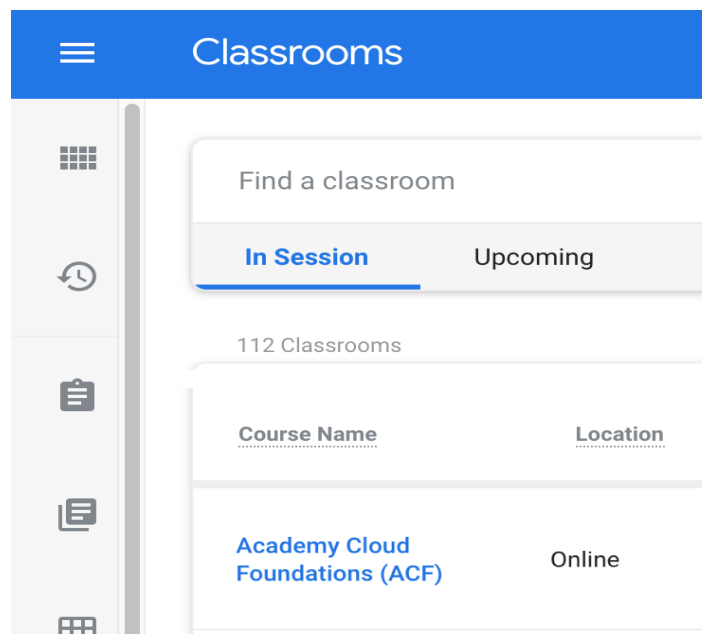 Classrooms
Find a classroom
In Session Upcoming
112 Classrooms
Course Name Location
Academy Cloud
Foundations (ACF)
Online